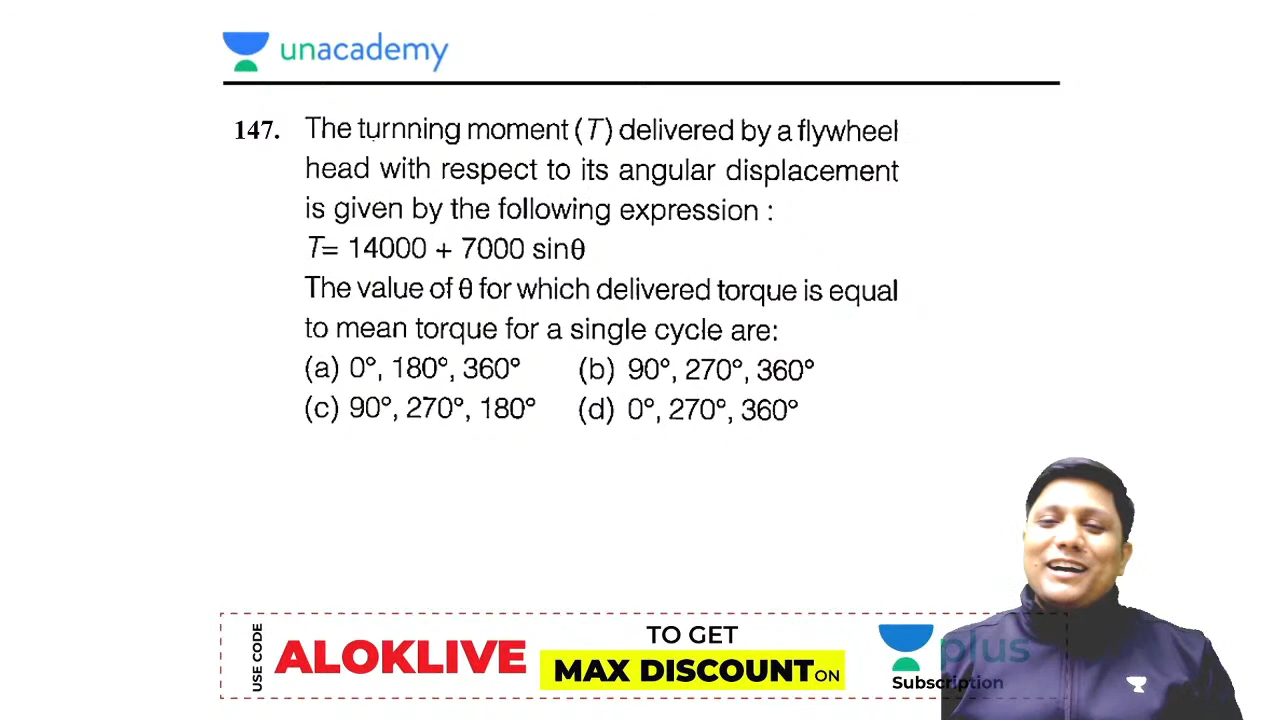 unacademy
147. The turnning moment (T) delivered by a flywheel
head with respect to its angular displacement
is given by the following expression :
T= 14000 + 7000 sinθ
The value of θ for which delivered torque is equal
to mean torque for a single cycle are:
(a) 0°, 180°, 360° (b) 90°, 270°, 360°
(c) 90°, 270°, 180° (d) 0°, 270°, 360°
USE CODE
ALOKLIVE
TO GET
MAX DISCOUNT ON
plus
Subscription